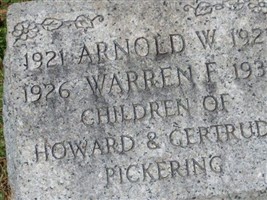 1921 ARNOLD W. 192
1926 WARREN F. 193
CHILDREN OF
HOWARD & GERTRUD
PICKERING